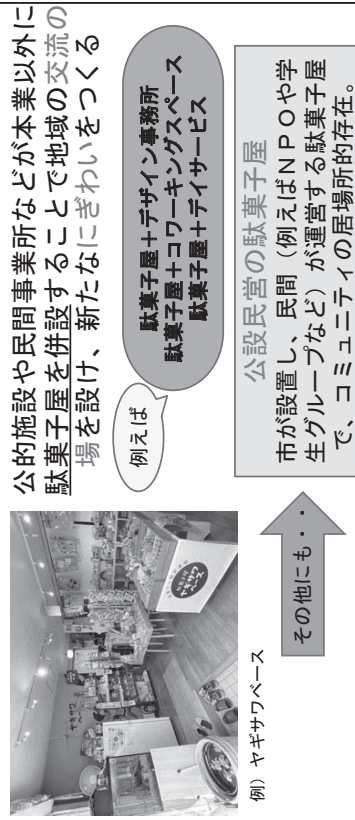 公的施設や民間事業所などが本業以外に
駄菓子屋を併設することで地域の交流の
場を設け、新たなにぎわいをつくる
例えば
駄菓子屋+デザイン事務所
駄菓子屋+コワーキングスペース
駄菓子屋+デイサービス
ヤギサワベース
例)ヤギサワベース
その他にも・・
公設民営の駄菓子屋
市が設置し、民間(例えばNPOや学
生グループなど)が運営する駄菓子屋
で、コミュニティの居場所的存在。